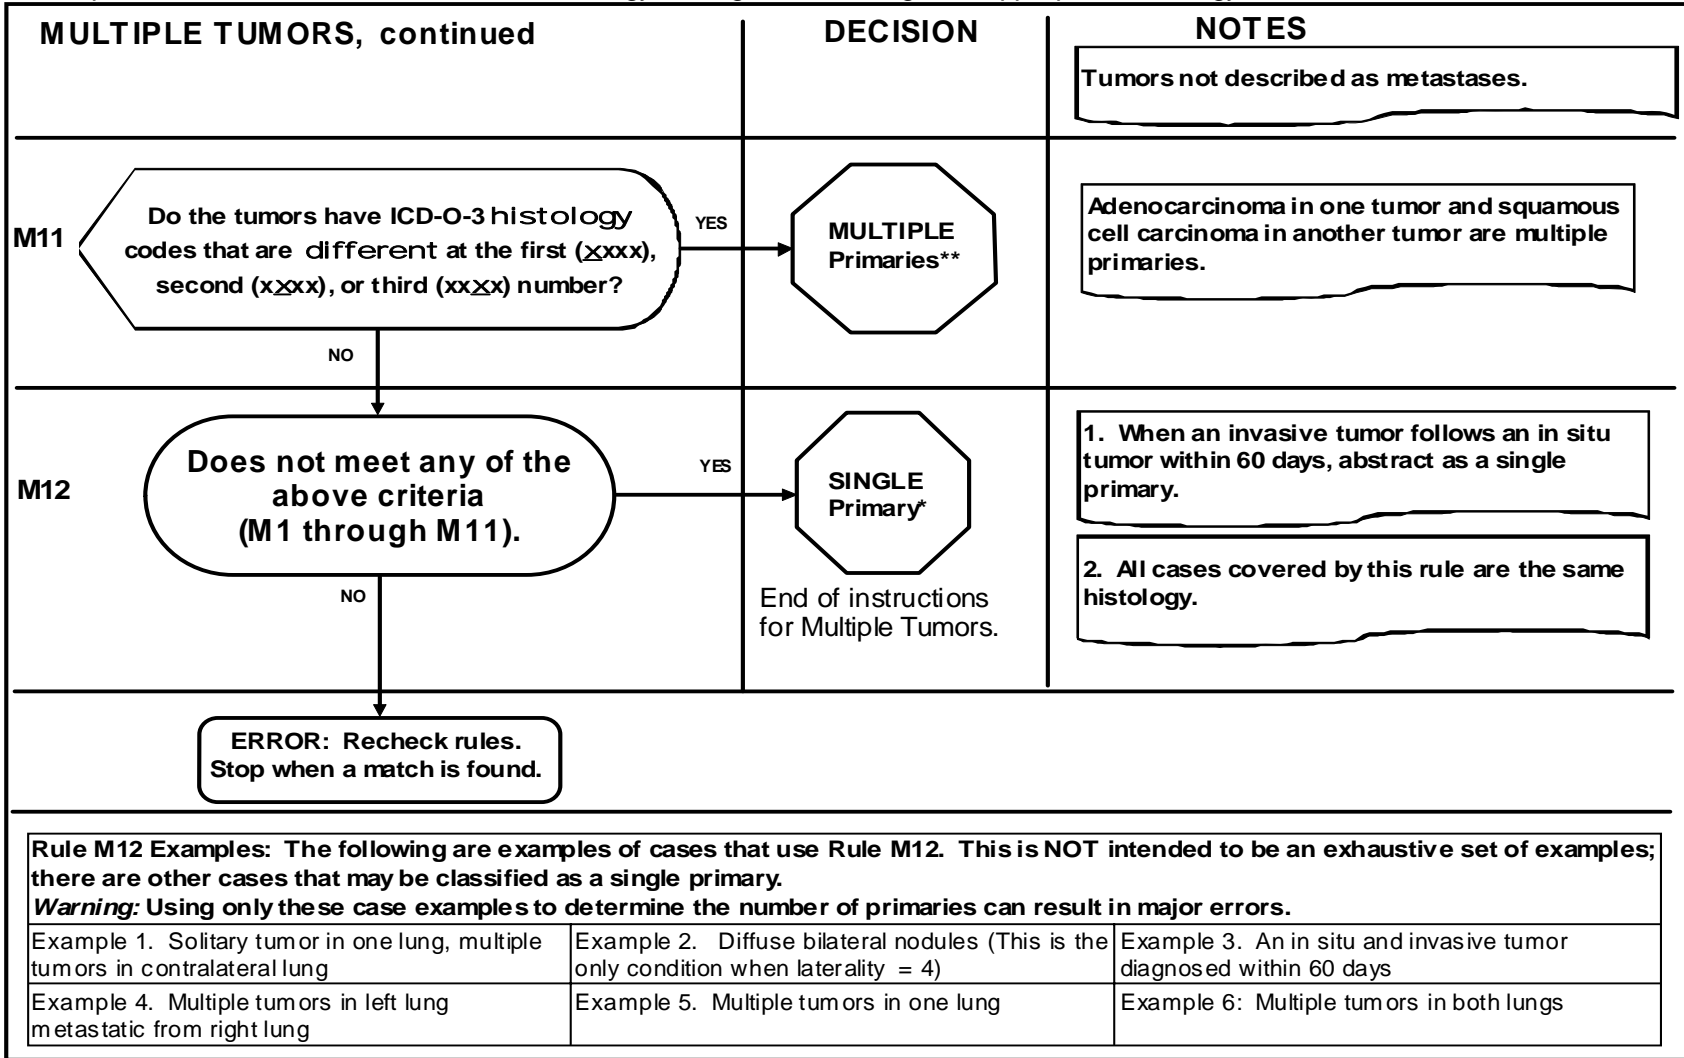 MULTIPLE TUMORS, continued
DECISION
NOTES
Tumors not described as metastases.
M11
Do the tumors have ICD-O-3 histology
codes that are different at the first (xxxx),
second (xxxx), or third (xxxx) number?
YES
MULTIPLE
Primaries**
Adenocarcinoma in one tumor and squamous
cell carcinoma in another tumor are multiple
primaries.
NO
M12
Does not meet any of the
above criteria
(M1 through M11).
YES
SINGLE
Primary*
End of instructions
for Multiple Tumors.
1. When an invasive tumor follows an in situ
tumor within 60 days, abstract as a single
primary.
2. All cases covered by this rule are the same
histology.
NO
ERROR: Recheck rules.
Stop when a match is found.
Rule M12 Examples: The following are examples of cases that use Rule M12. This is NOT intended to be an exhaustive set of examples;
there are other cases that may be classified as a single primary.
Warning: Using only these case examples to determine the number of primaries can result in major errors.
Example 1. Solitary tumor in one lung, multiple
tumors in contralateral lung
Example 2. Diffuse bilateral nodules (This is the
only condition when laterality = 4)
Example 3. An in situ and invasive tumor
diagnosed within 60 days
Example 4. Multiple tumors in left lung
metastatic from right lung
Example 5. Multiple tumors in one lung
Example 6: Multiple tumors in both lungs